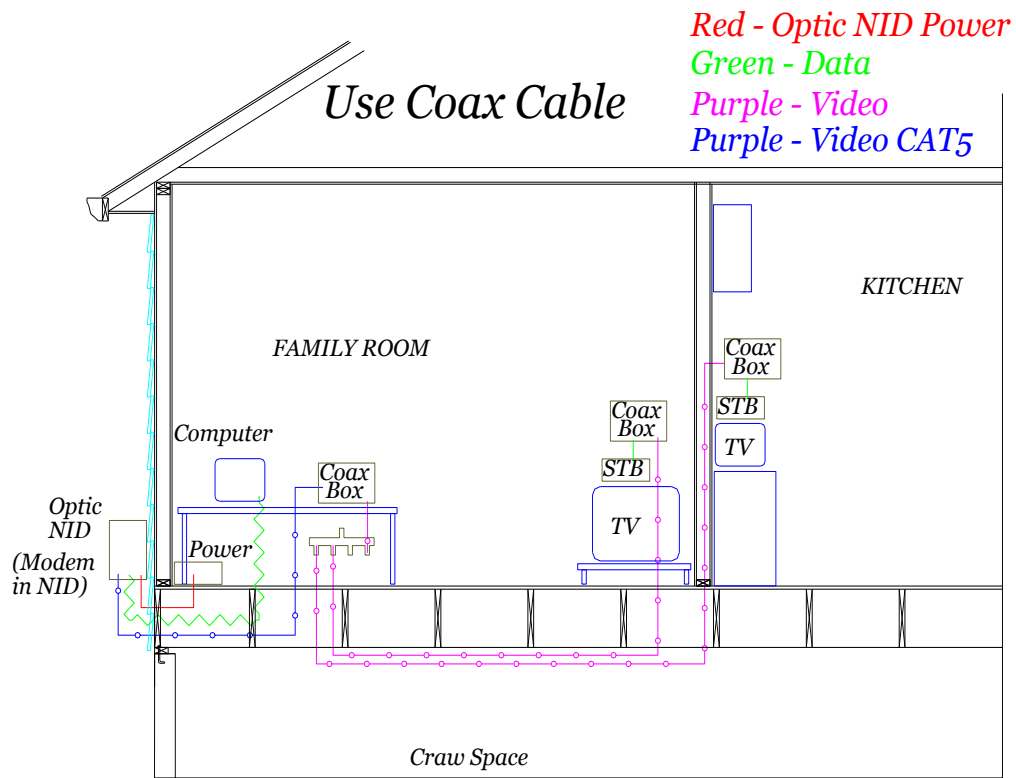 Red - Optic NID Power
Green - Data
Use Coax Cable
Purple - Video
Purple - Video CAT5
KITCHEN
FAMILY ROOM
Coax
Box
STB
TV
Coax
Box
STB
TV
Computer
Coax
Box
Optic
NID
(Modem
in NID)
Power
Craw Space